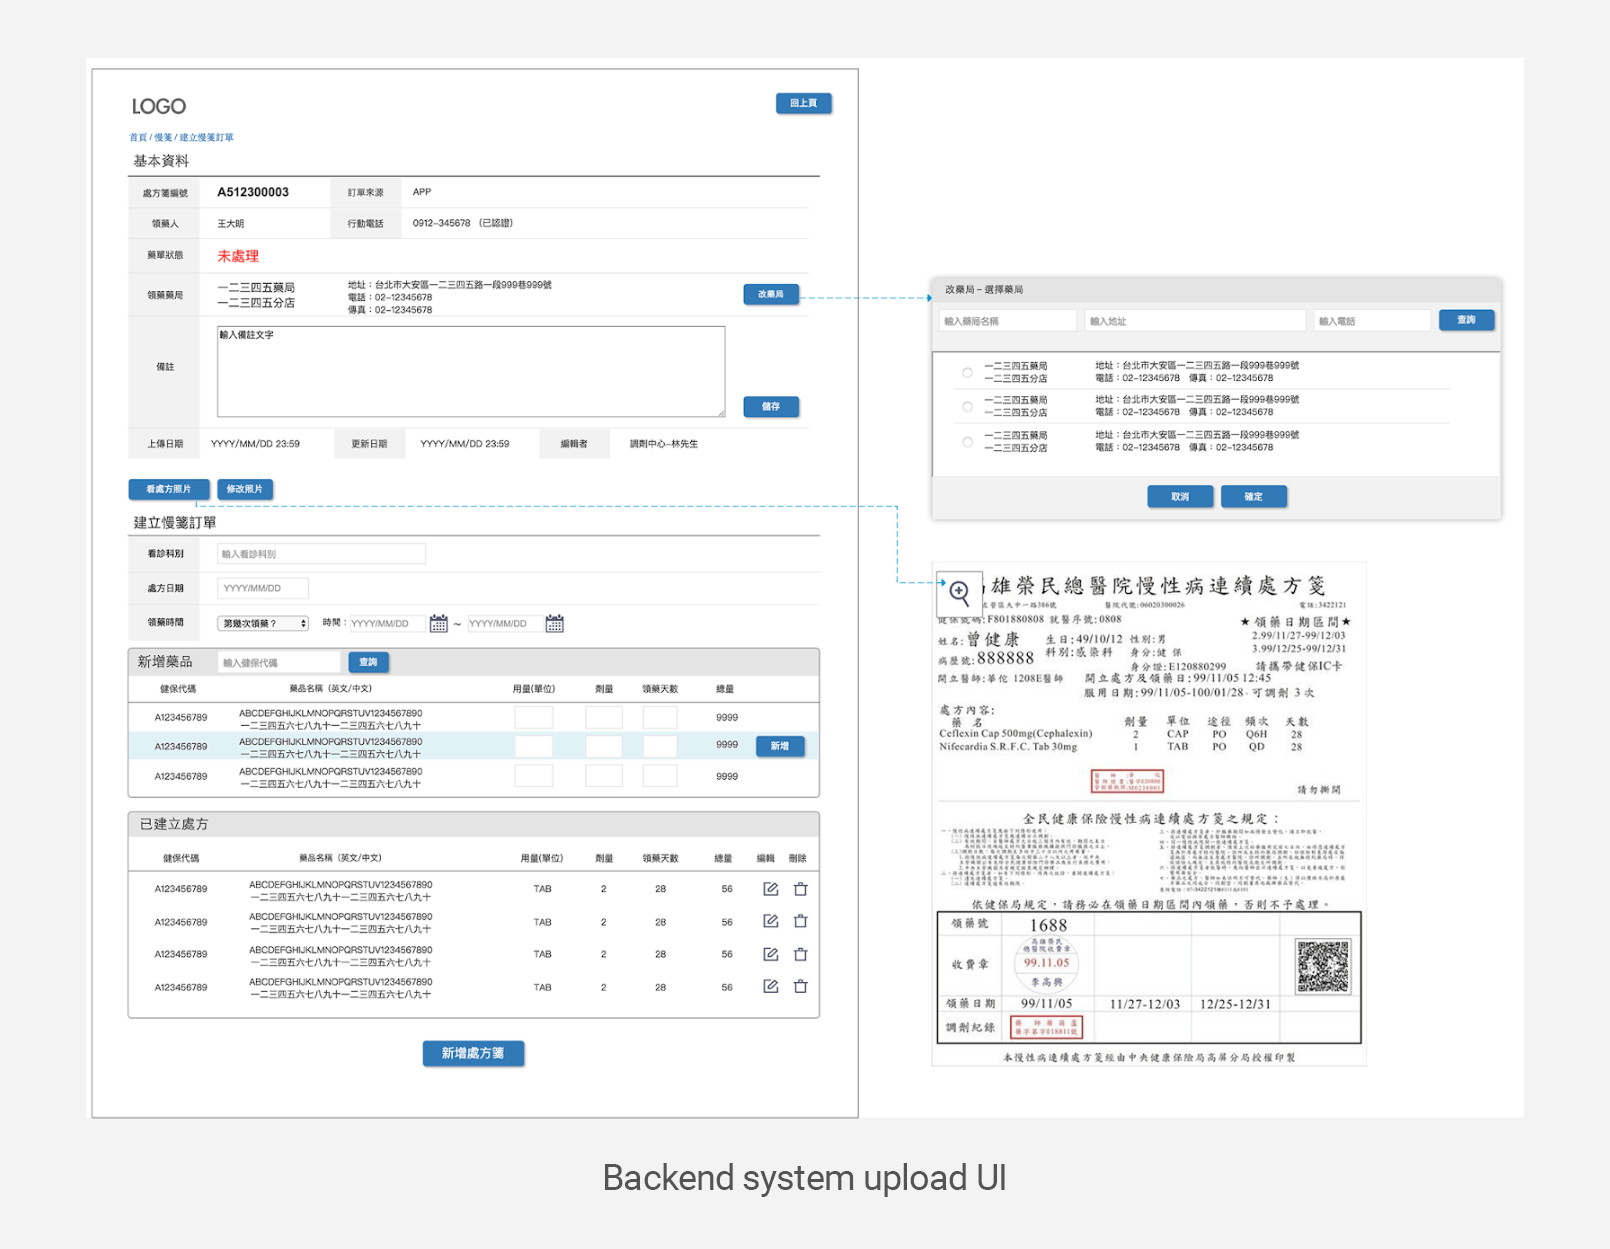 LOGO
回上頁
首頁 / 慢箋 / 建立慢箋訂單
基本資料
處方箋編號 A512300003 訂單來源 APP
領藥人 王大明 行動電話 0912-345678 (已認證)
藥單狀態 未處理
領藥藥局 一二三四五藥局 一二三四五分店
地址：台北市大安區一二三四五路一段999巷999號
電話：02-12345678
傳真：02-12345678
改藥局
備註 輸入備註文字
儲存
上傳日期 YYYY/MM/DD 23:59 更新日期 YYYY/MM/DD 23:59 編輯者 調劑中心-林先生
看處方照片 修改照片
建立慢箋訂單
看診科別 輸入看診科別
處方日期 YYYY/MM/DD
領藥時間 第幾次領藥？ 時間：YYYY/MM/DD ~ YYYY/MM/DD
新增藥品 輸入健保代碼 查詢
健保代碼 藥品名稱 (英文/中文) 用量(單位) 劑量 領藥天數 總量
A123456789 ABCDEFGHIJKLMNOPQRSTUV1234567890 9999
一二三四五六七八九十一二三四五六七八九十
A123456789 ABCDEFGHIJKLMNOPQRSTUV1234567890 9999 新增
一二三四五六七八九十一二三四五六七八九十
A123456789 ABCDEFGHIJKLMNOPQRSTUV1234567890 9999
一二三四五六七八九十一二三四五六七八九十
已建立處方
健保代碼 藥品名稱 (英文/中文) 用量(單位) 劑量 領藥天數 總量 編輯 刪除
A123456789 ABCDEFGHIJKLMNOPQRSTUV1234567890 TAB 2 28 56
一二三四五六七八九十一二三四五六七八九十
A123456789 ABCDEFGHIJKLMNOPQRSTUV1234567890 TAB 2 28 56
一二三四五六七八九十一二三四五六七八九十
A123456789 ABCDEFGHIJKLMNOPQRSTUV1234567890 TAB 2 28 56
一二三四五六七八九十一二三四五六七八九十
A123456789 ABCDEFGHIJKLMNOPQRSTUV1234567890 TAB 2 28 56
一二三四五六七八九十一二三四五六七八九十
新增處方箋
改藥局 – 選擇藥局
輸入藥局名稱 輸入地址 輸入電話 查詢
一二三四五藥局 地址：台北市大安區一二三四五路一段999巷999號
一二三四五分店 電話：02-12345678 傳真：02-12345678
一二三四五藥局 地址：台北市大安區一二三四五路一段999巷999號
一二三四五分店 電話：02-12345678 傳真：02-12345678
一二三四五藥局 地址：台北市大安區一二三四五路一段999巷999號
一二三四五分店 電話：02-12345678 傳真：02-12345678
取消 確定
雄榮民總醫院慢性病連續處方箋
左營區大中一路386號 醫院代號:06020300026 電話:3422121
健保號碼:F801880808 就醫序號:0808
★領藥日期區間★
姓名:曾健康 生日:49/10/12 性別:男 2.99/11/27-99/12/03
科別:感染科 身分:健保 3.99/12/25-99/12/31
病歷號:888888 身分證:E120880299 請攜帶健保IC卡
開立醫師:華佗 1208E醫師 開立處方及領藥日:99/11/05 12:45
服用日期:99/11/05-100/01/28 - 可調劑 3 次
處方內容:
藥 名 劑量 單位 途徑 頻次 天數
Ceflexin Cap 500mg(Cephalexin) 2 CAP PO Q6H 28
Nifecardia S.R.F.C. Tab 30mg 1 TAB PO QD 28
請勿撕開
全民健康保險慢性病連續處方箋之規定：
依健保局規定，請務必在領藥日期區間內領藥，否則不予處理。
領藥號 1688
收費章 高雄榮民 總醫院收費章 99.11.05 李高興
領藥日期 99/11/05 11/27-12/03 12/25-12/31
調劑紀錄
本慢性病連續處方箋經由中央健康保險局高屏分局授權印製
Backend system upload UI